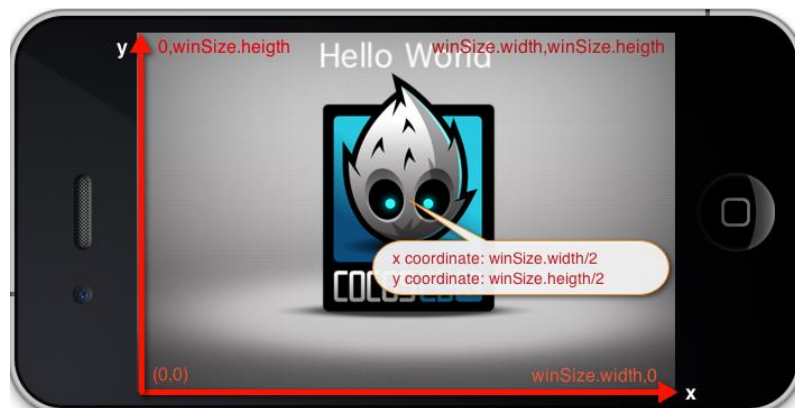 y
0,winSize.heigth
winSize.width,winSize.heigth
Hello World
x coordinate: winSize.width/2
y coordinate: winSize.heigth/2
COCOS2D
(0,0)
winSize.width,0
x